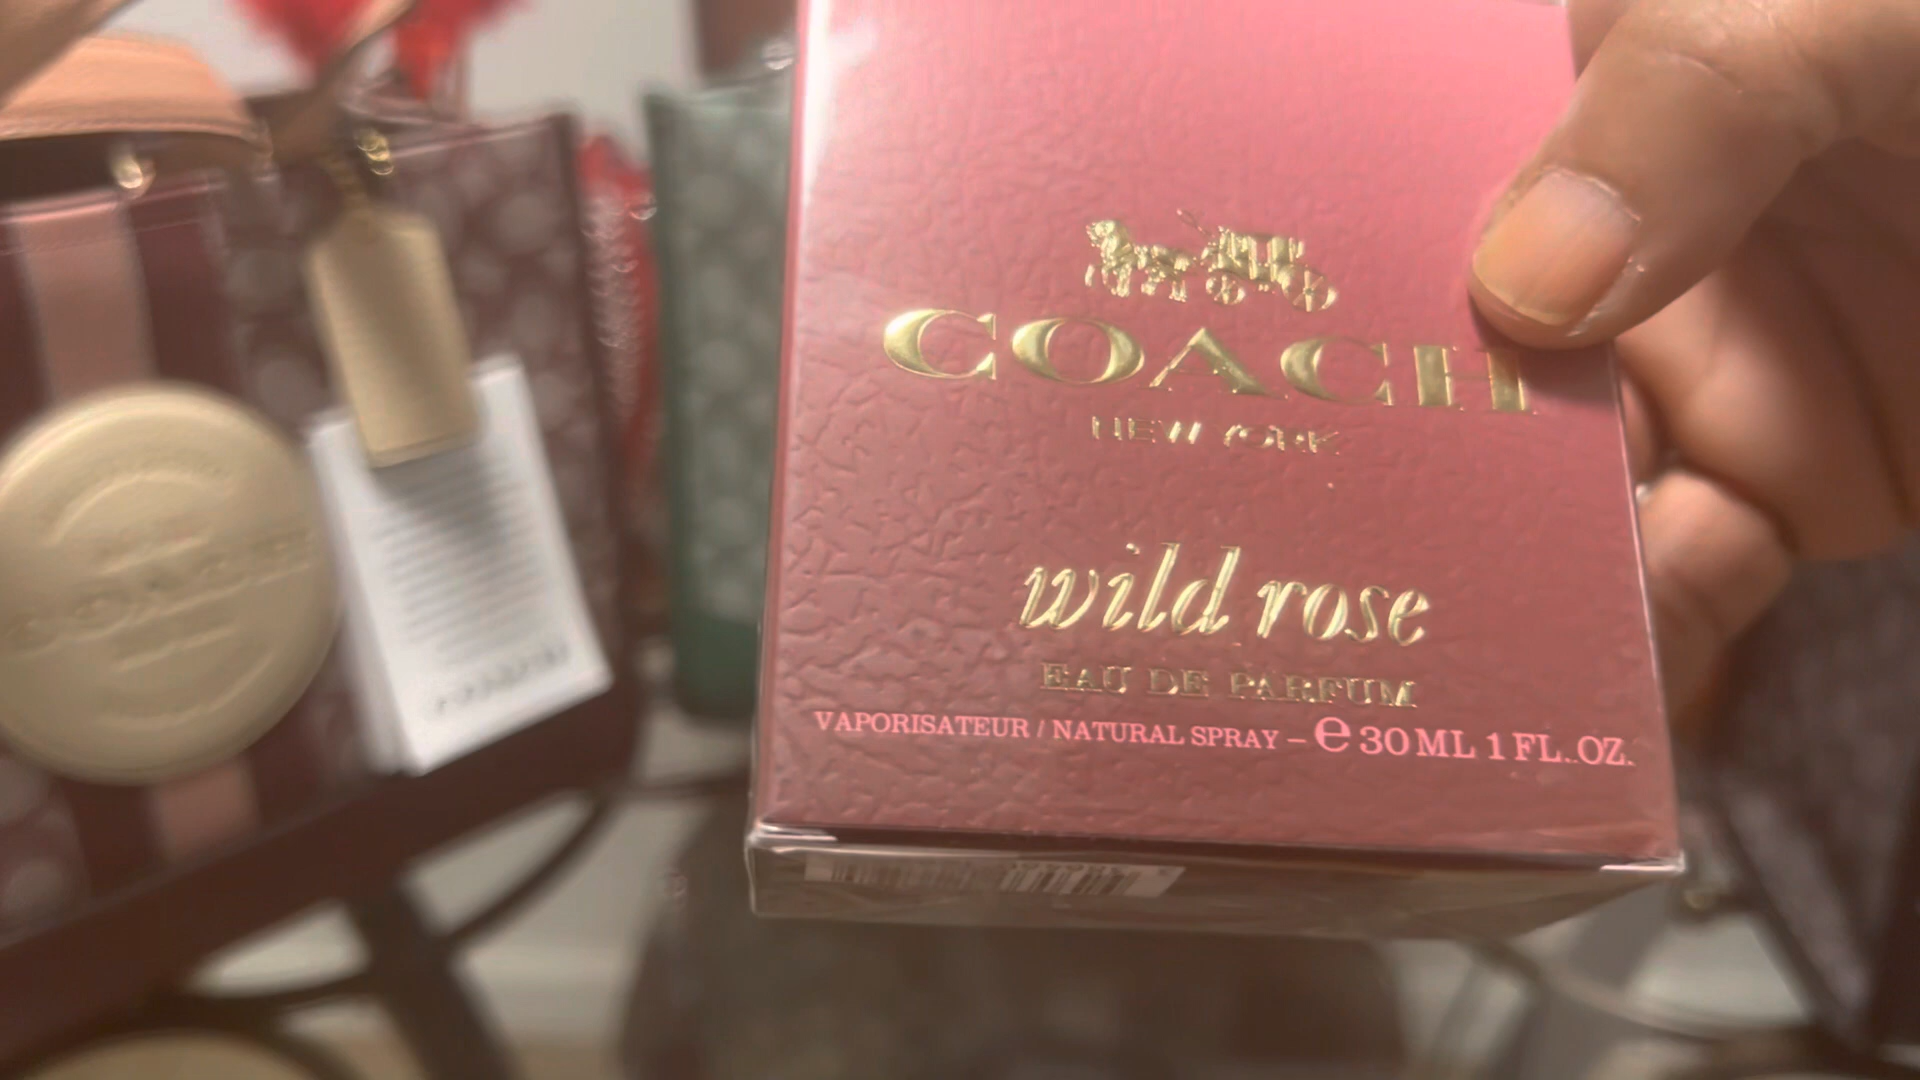 COACH
NEW YORK
wild rose
EAU DE PARFUM
VAPORISATEUR / NATURAL SPRAY – ℮ 30 ML 1 FL. OZ.